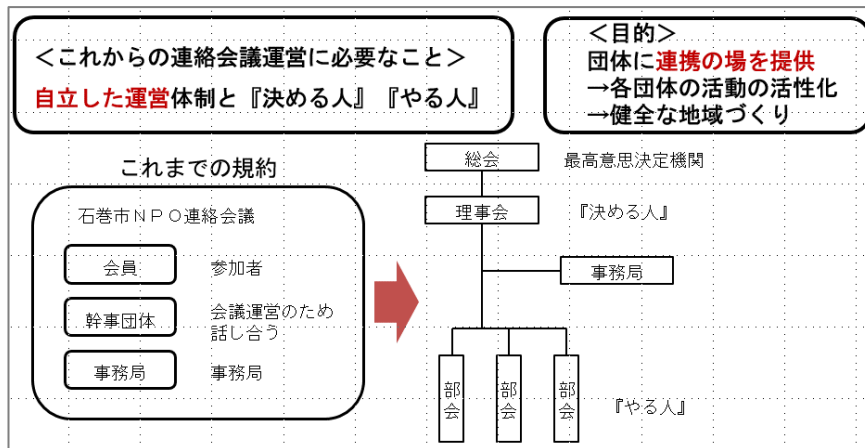 ＜これからの連絡会議運営に必要なこと＞
自立した運営体制と『決める人』『やる人』
＜目的＞
団体に連携の場を提供
→各団体の活動の活性化
→健全な地域づくり
これまでの規約
石巻市ＮＰＯ連絡会議
会員 参加者
幹事団体 会議運営のため
話し合う
事務局 事務局
総会 最高意思決定機関
理事会 『決める人』
事務局
部会 部会 部会 『やる人』